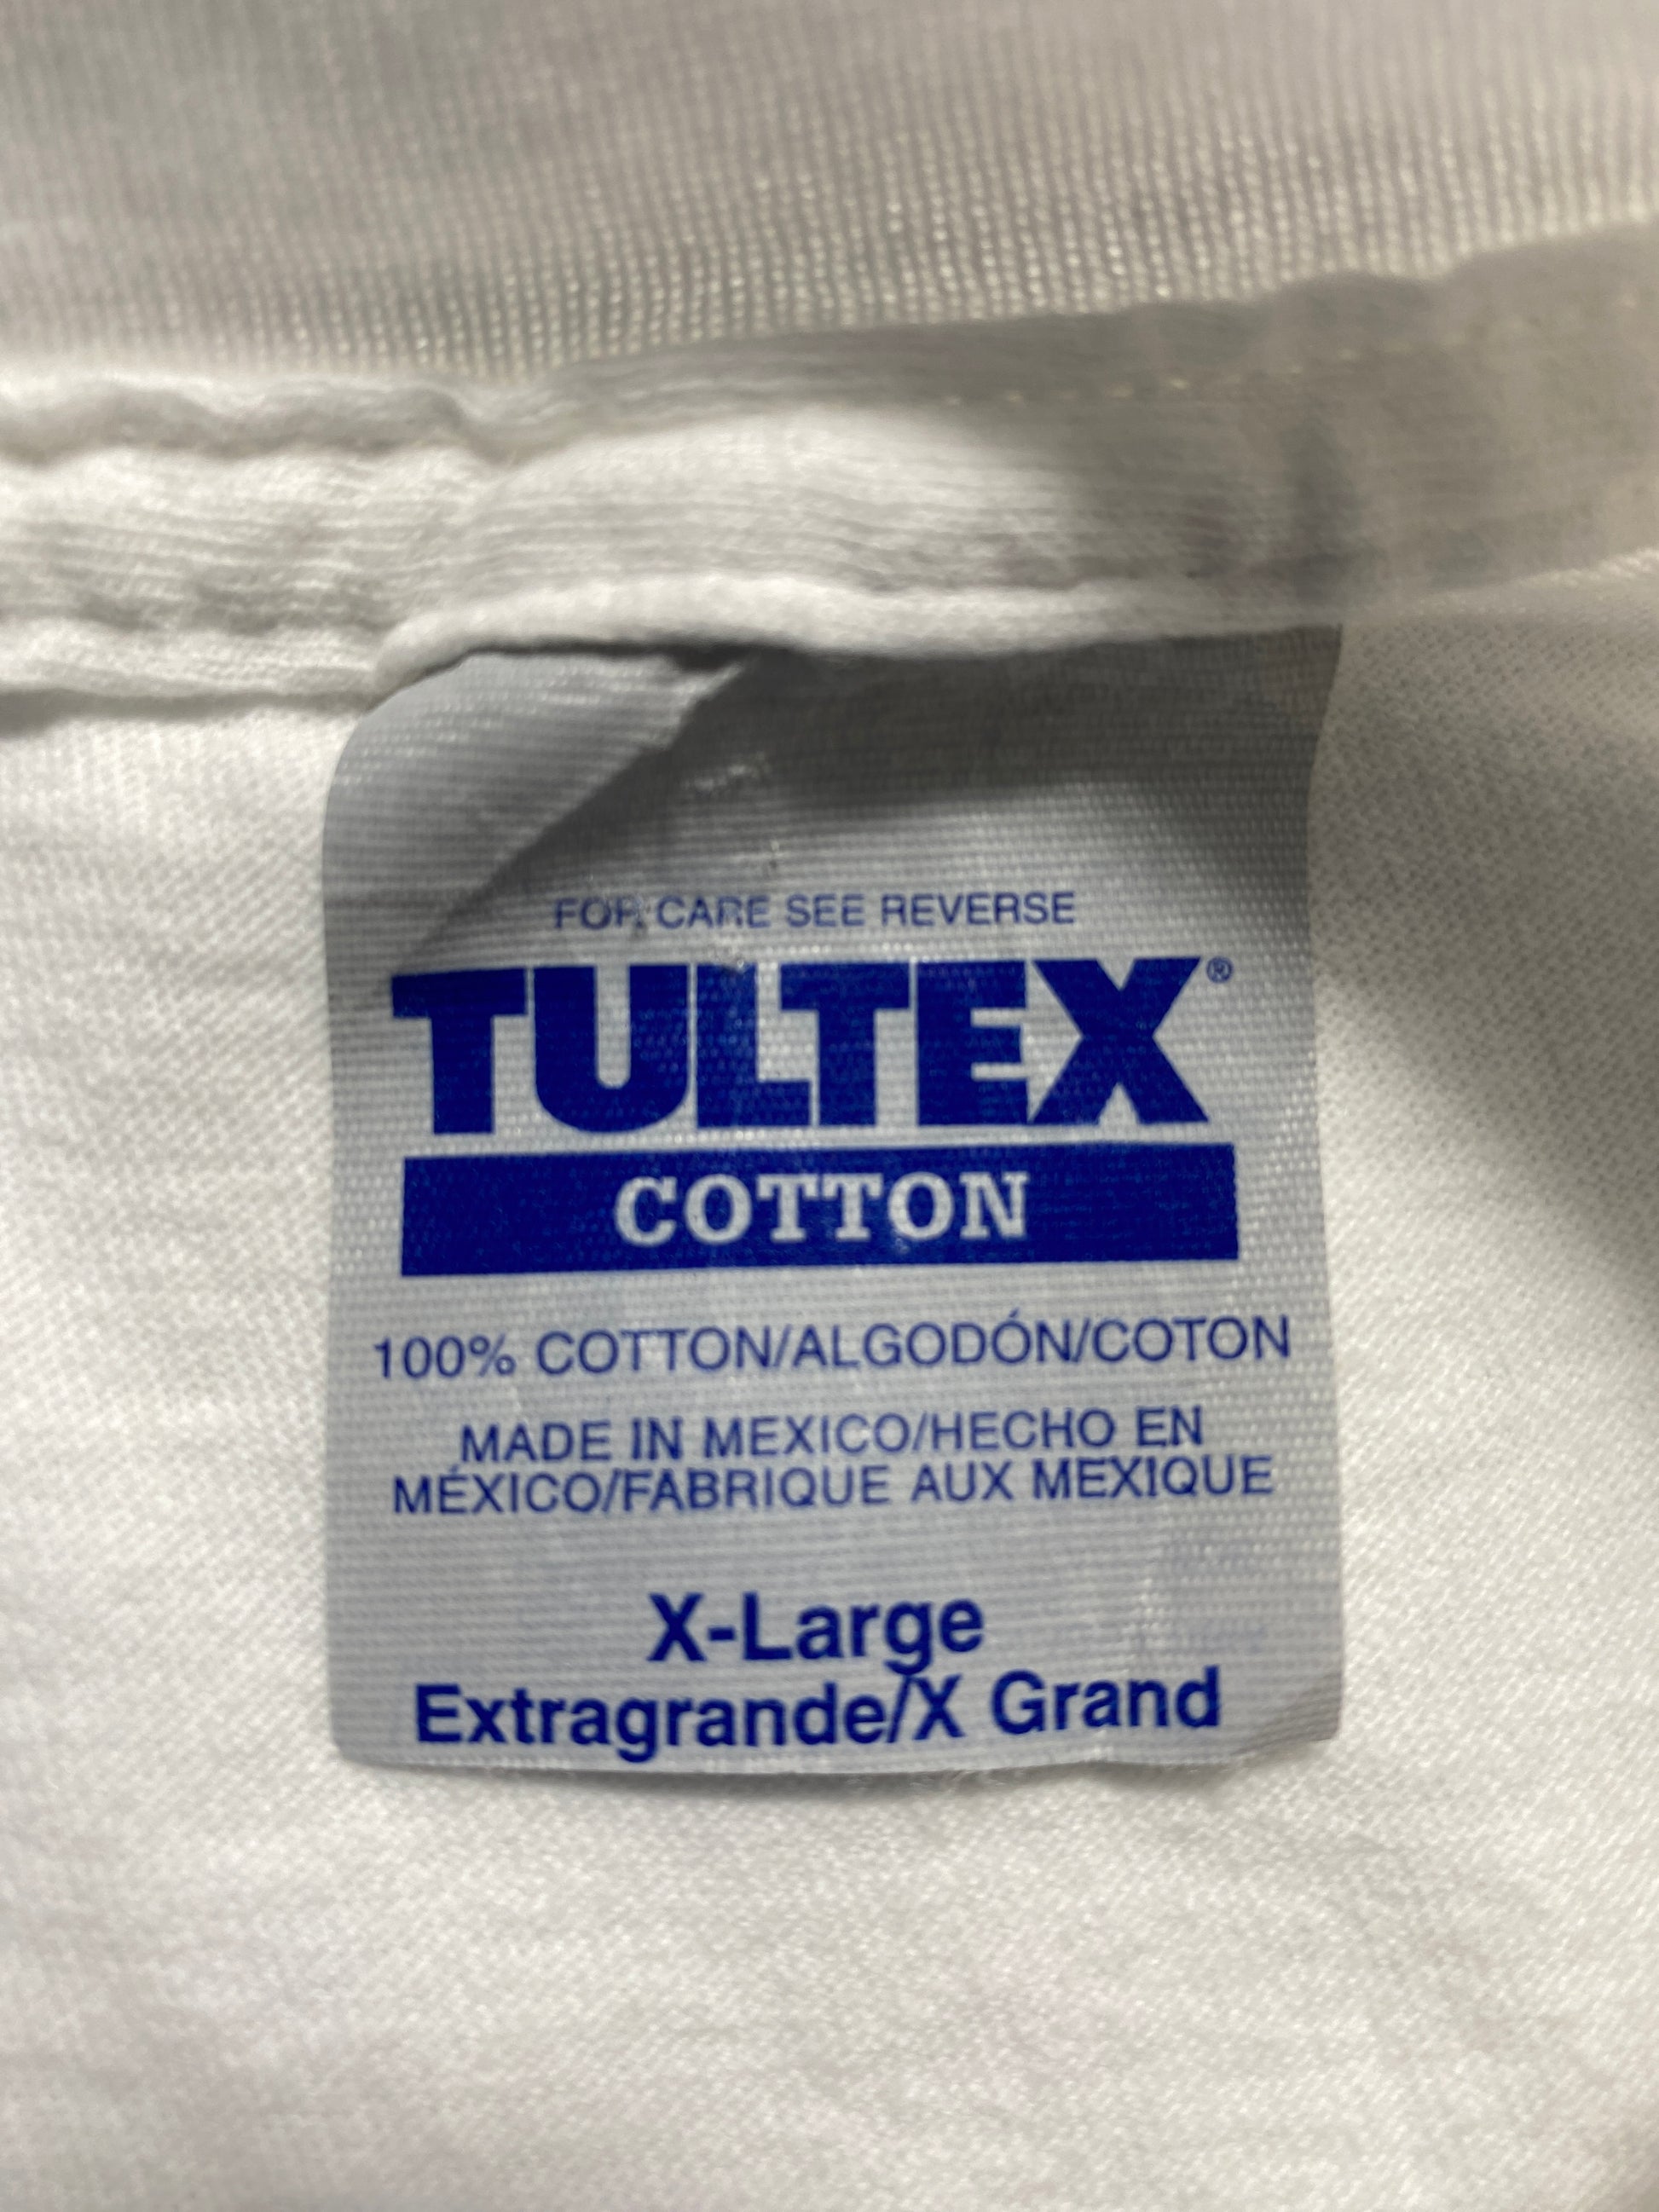 FOR CARE SEE REVERSE
TULTEX®
COTTON
100% COTTON/ALGODÓN/COTON
MADE IN MEXICO/HECHO EN
MÉXICO/FABRIQUE AUX MEXIQUE
X-Large
Extragrande/X Grand